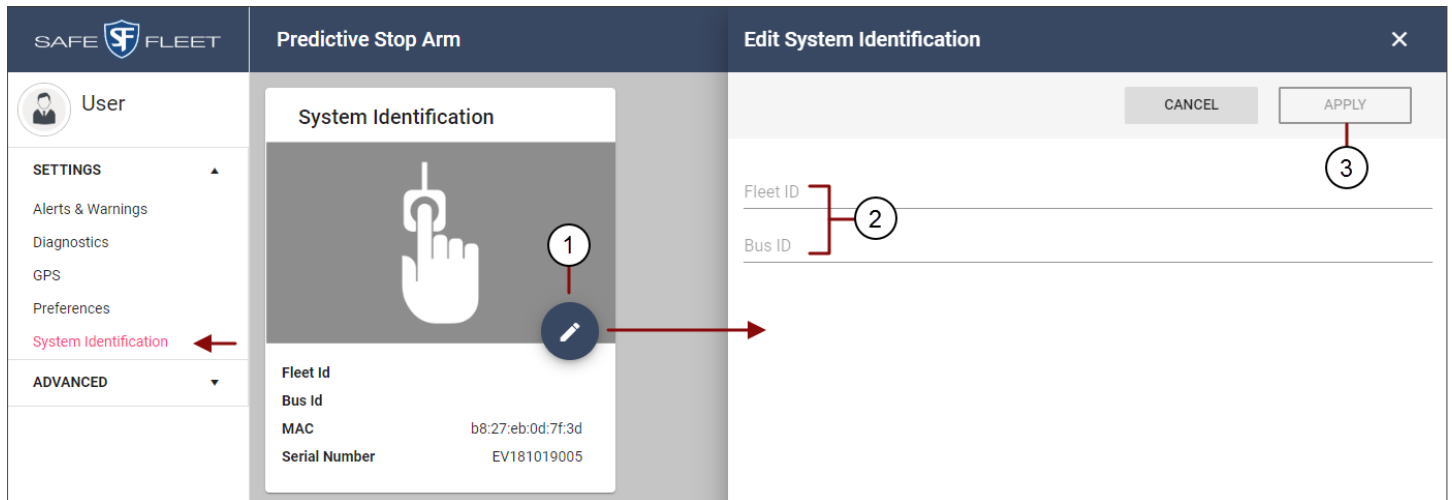 SAFE SF FLEET
Predictive Stop Arm
Edit System Identification
User
SETTINGS
Alerts & Warnings
Diagnostics
GPS
Preferences
System Identification
ADVANCED
System Identification
1
Fleet Id
Bus Id
MAC b8:27:eb:0d:7f:3d
Serial Number EV181019005
CANCEL APPLY
3
Fleet ID
2
Bus ID